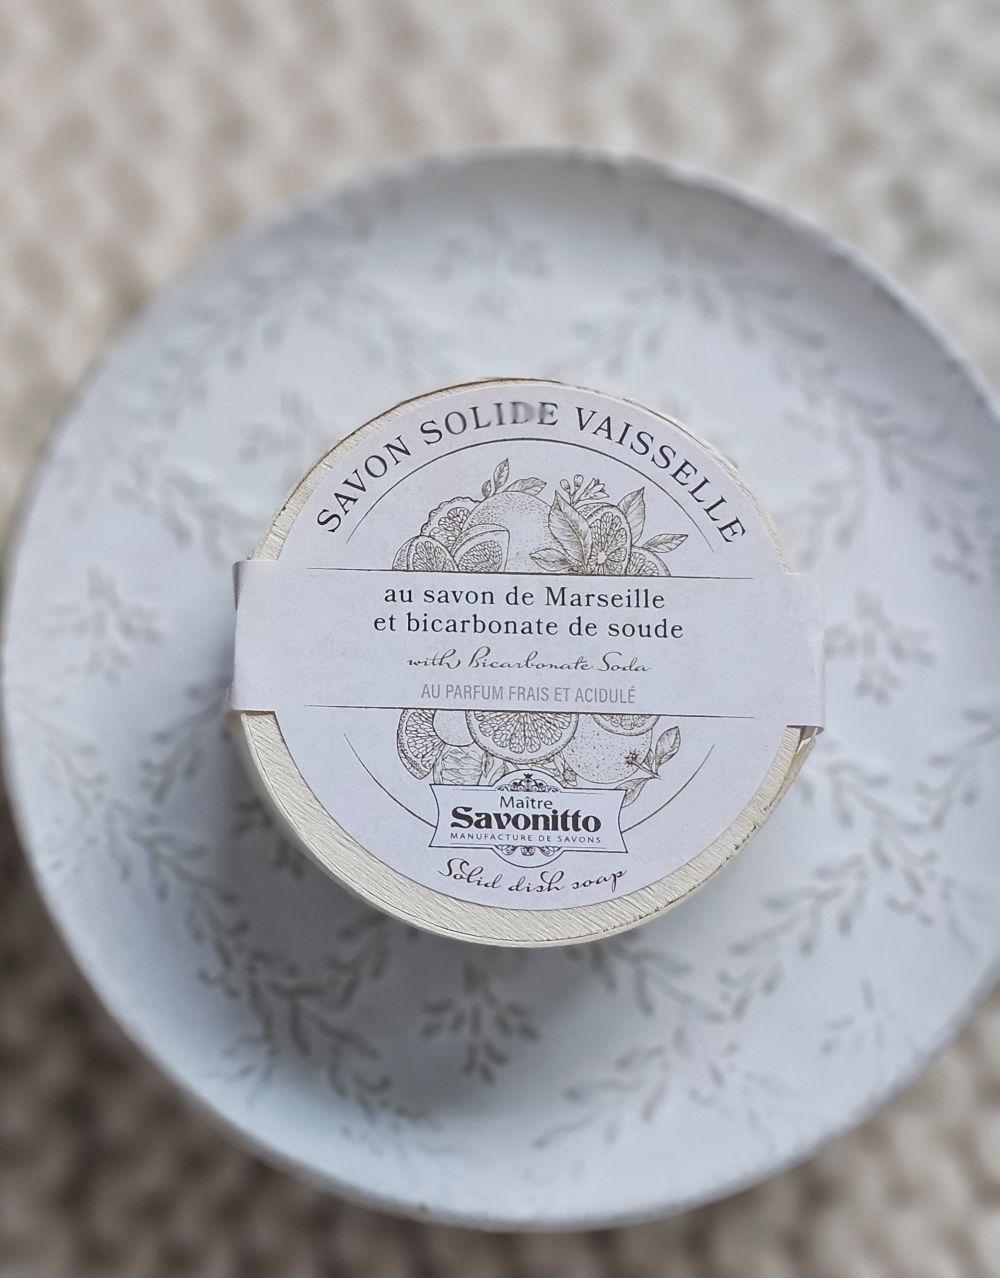 SAVON SOLIDE VAISSELLE
au savon de Marseille
et bicarbonate de soude
with Bicarbonate Soda
AU PARFUM FRAIS ET ACIDULÉ
Maître
Savonitto
MANUFACTURE DE SAVONS
Solid dish soap